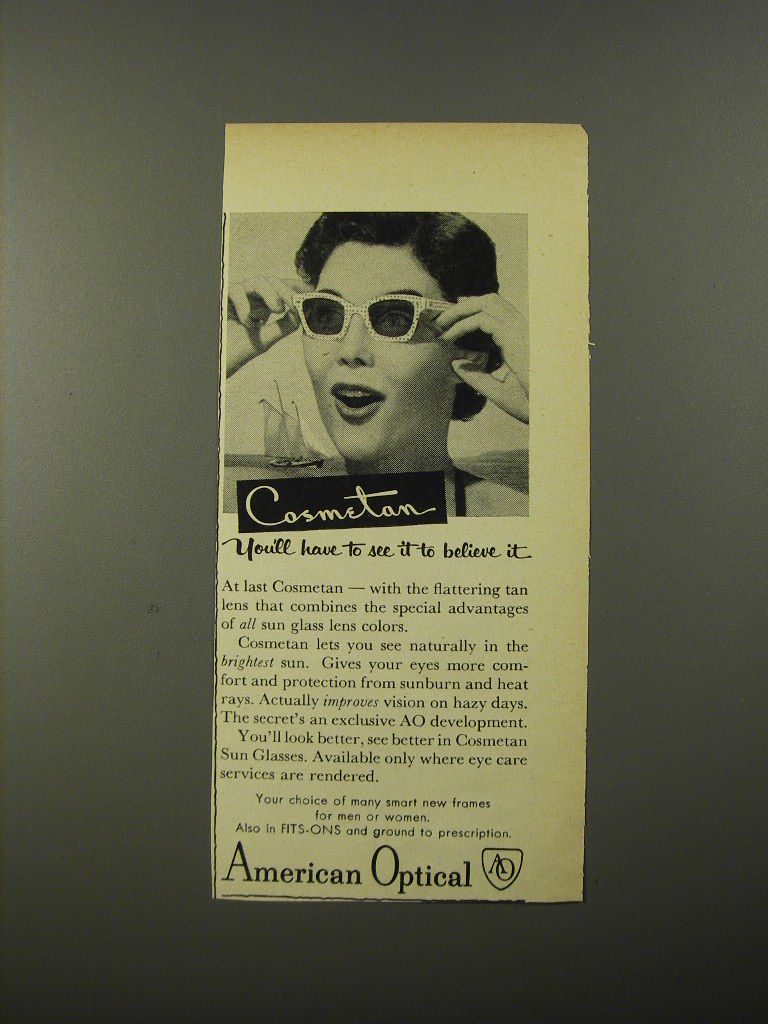 Cosmetan
You'll have to see it to believe it
At last Cosmetan — with the flattering tan
lens that combines the special advantages
of all sun glass lens colors.
Cosmetan lets you see naturally in the
brightest sun. Gives your eyes more com-
fort and protection from sunburn and heat
rays. Actually improves vision on hazy days.
The secret's an exclusive AO development.
You'll look better, see better in Cosmetan
Sun Glasses. Available only where eye care
services are rendered.
Your choice of many smart new frames
for men or women.
Also in FITS-ONS and ground to prescription.
American Optical AO